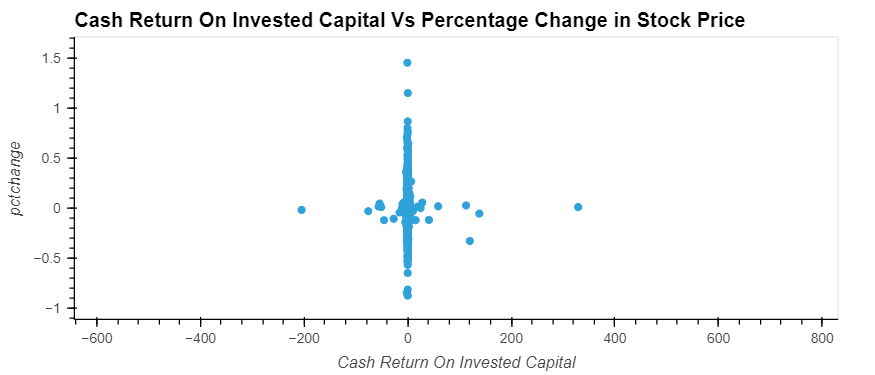 Cash Return On Invested Capital Vs Percentage Change in Stock Price
1.5
1
0.5
0
−0.5
−1
pctchange
−600 −400 −200 0 200 400 600 800
Cash Return On Invested Capital